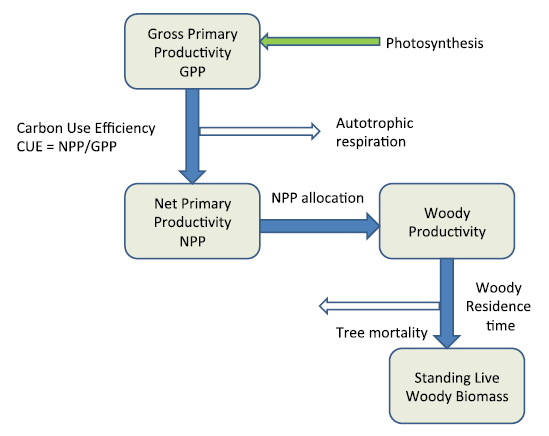 Gross Primary
Productivity
GPP
Photosynthesis
Carbon Use Efficiency
CUE = NPP/GPP
Autotrophic
respiration
Net Primary
Productivity
NPP
NPP allocation
Woody
Productivity
Woody
Residence
time
Tree mortality
Standing Live
Woody Biomass